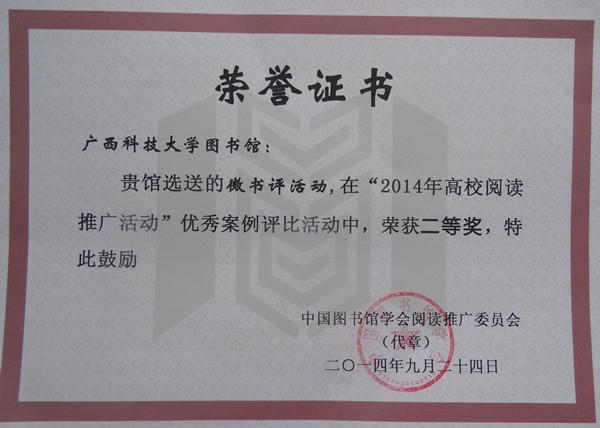 荣誉证书
广西科技大学图书馆：
贵馆选送的微书评活动,在“2014年高校阅读
推广活动”优秀案例评比活动中，荣获二等奖，特
此鼓励
中国图书馆学会阅读推广委员会
（代章）
二〇一四年九月二十四日